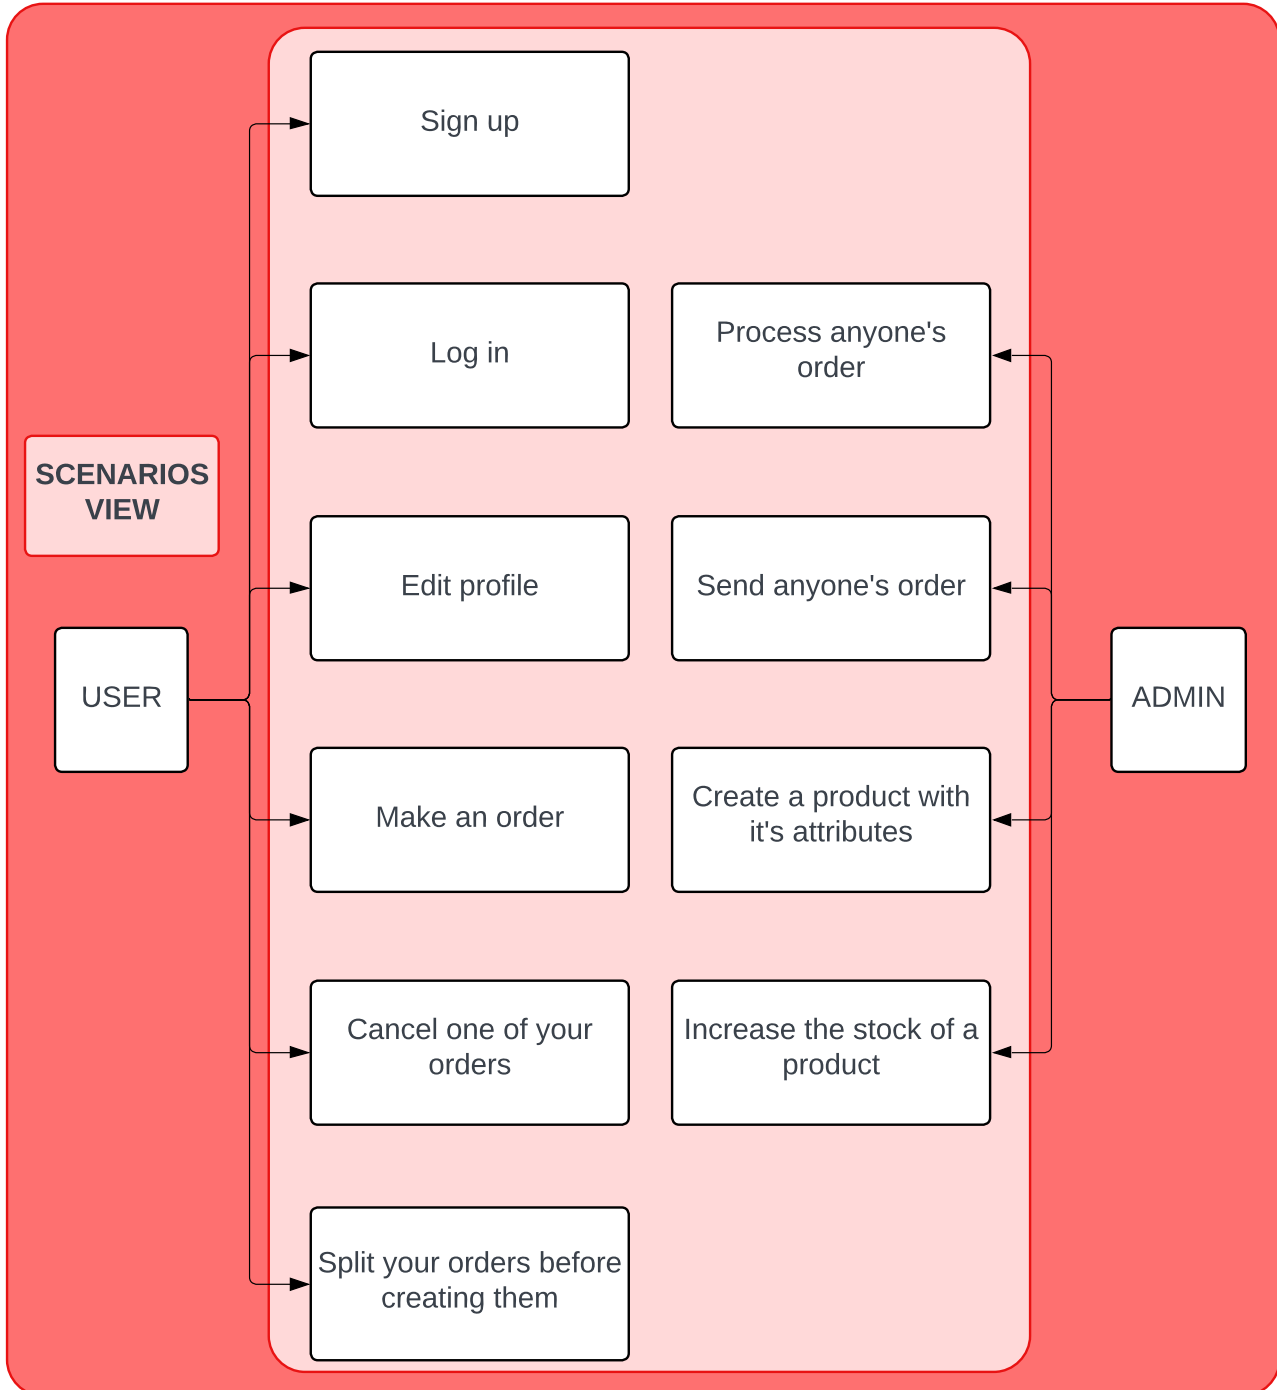 Sign up
Log in
Process anyone's
order
SCENARIOS
VIEW
Edit profile
Send anyone's order
USER
ADMIN
Make an order
Create a product with
it's attributes
Cancel one of your
orders
Increase the stock of a
product
Split your orders before
creating them